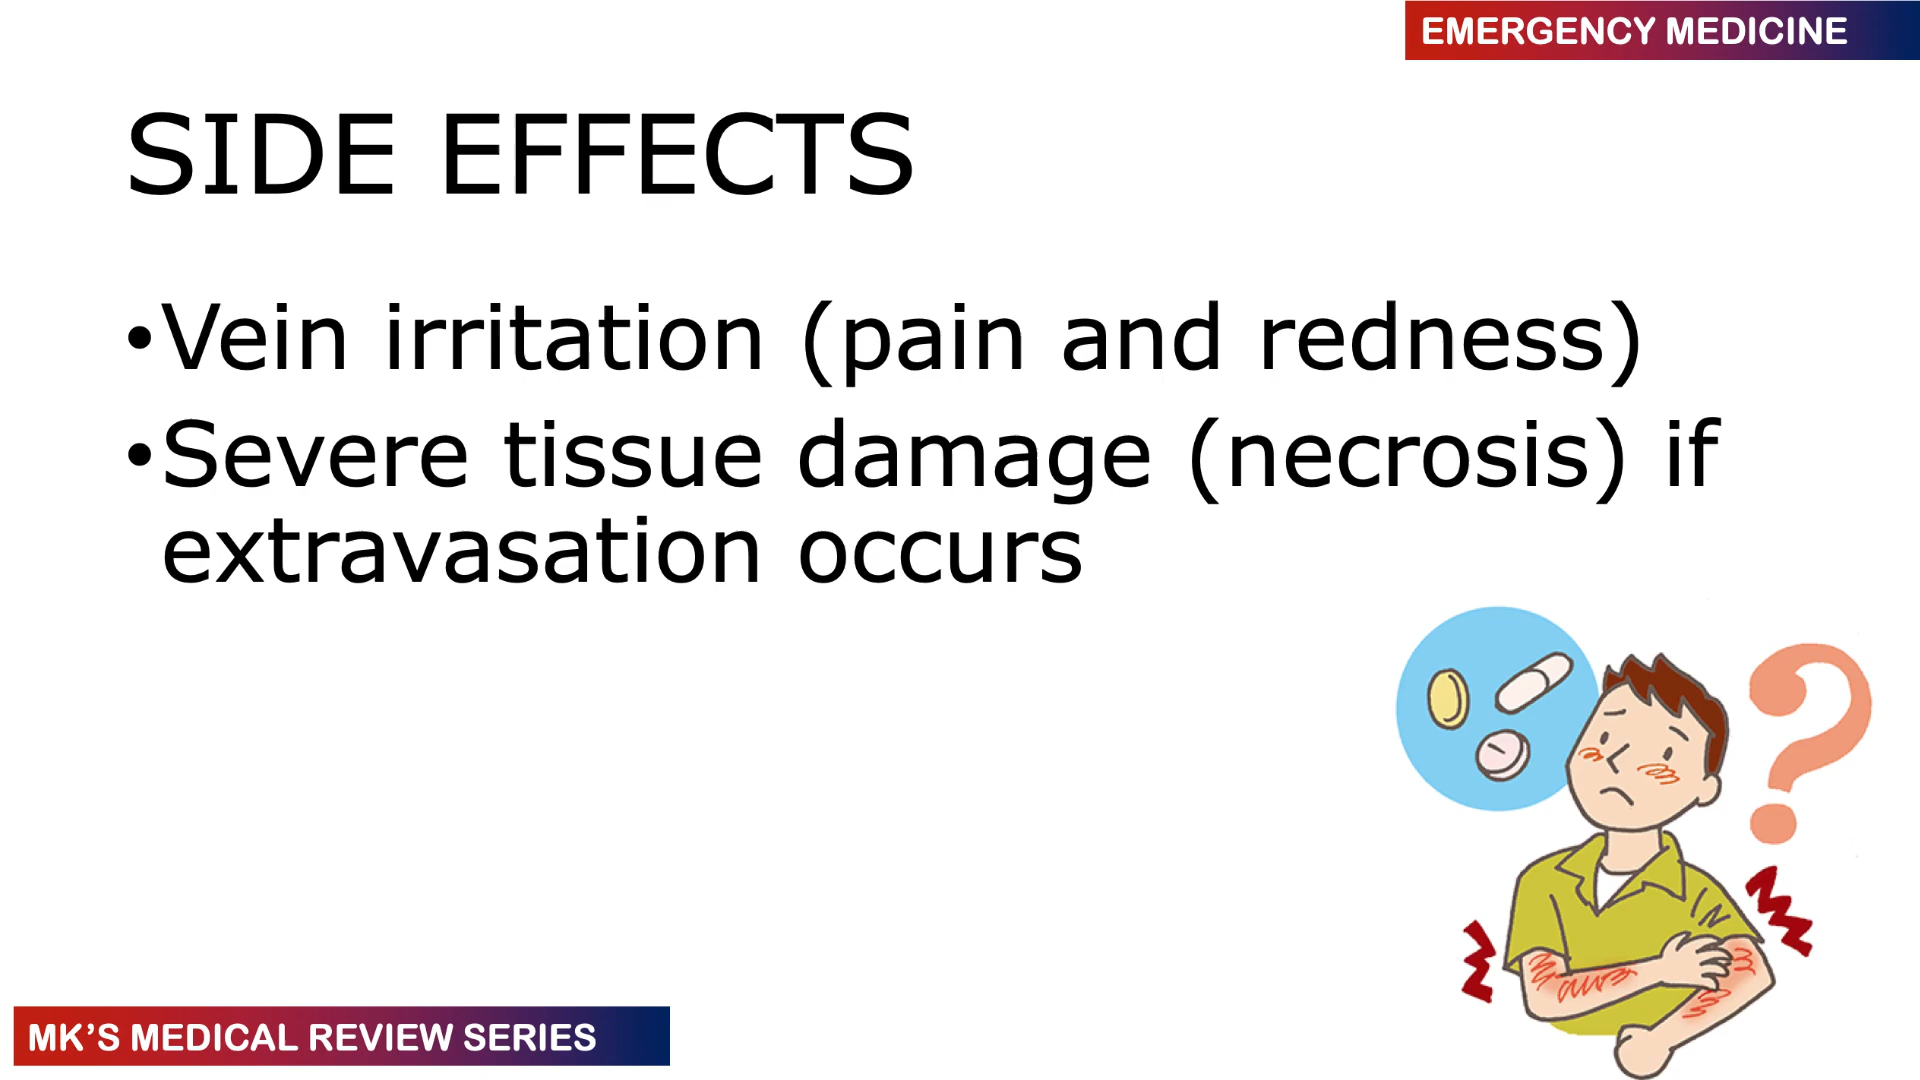 EMERGENCY MEDICINE
SIDE EFFECTS
•Vein irritation (pain and redness)
•Severe tissue damage (necrosis) if
extravasation occurs
MK’S MEDICAL REVIEW SERIES